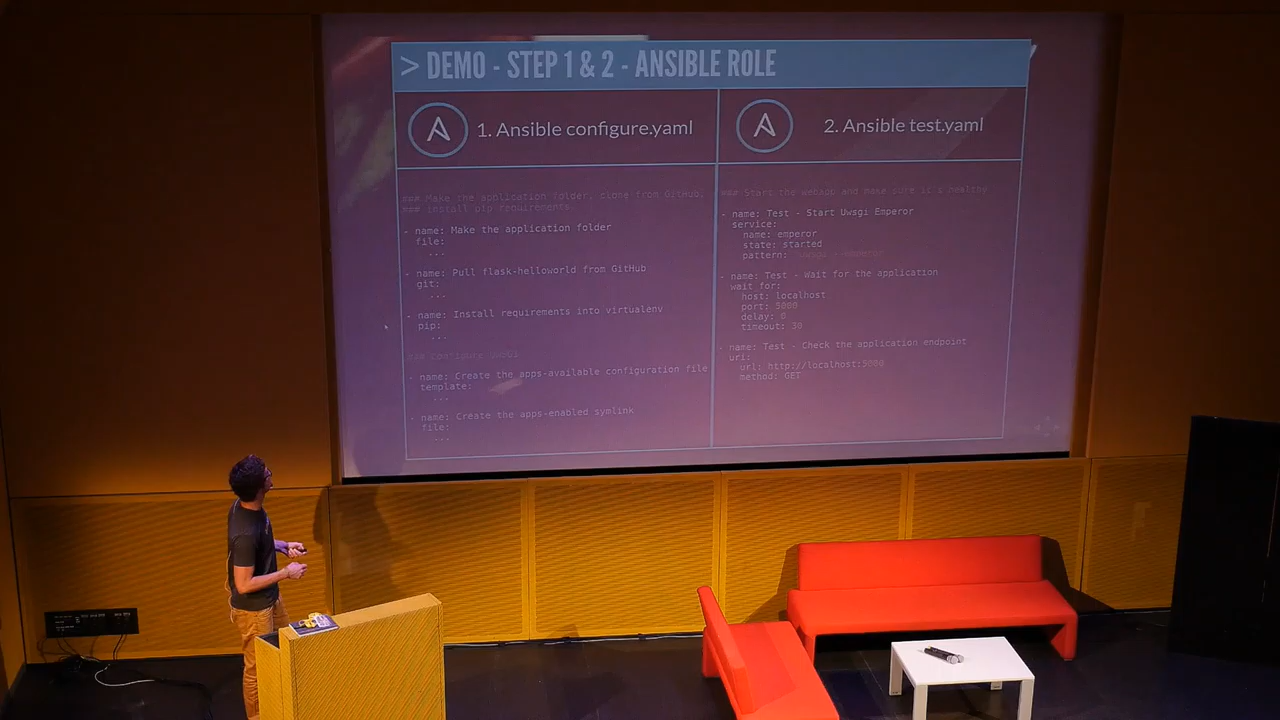 > DEMO - STEP 1 & 2 - ANSIBLE ROLE
1. Ansible configure.yaml
### Make the application folder, clone from GitHub,
### install pip requirements
- name: Make the application folder
file:
...
- name: Pull flask-helloworld from GitHub
git:
...
- name: Install requirements into virtualenv
pip:
...
### Configure
- name: Create the apps-available configuration file
template:
...
- name: Create the apps-enabled symlink
file:
...
2. Ansible test.yaml
### Start the webapp and make sure it's healthy
- name: Test - Start Uwsgi Emperor
service:
name: emperor
state: started
pattern:
- name: Test - Wait for the application
wait_for:
host: localhost
port: 5000
delay:
timeout: 30
- name: Test - Check the application endpoint
uri:
url: http://localhost:5000
method: GET